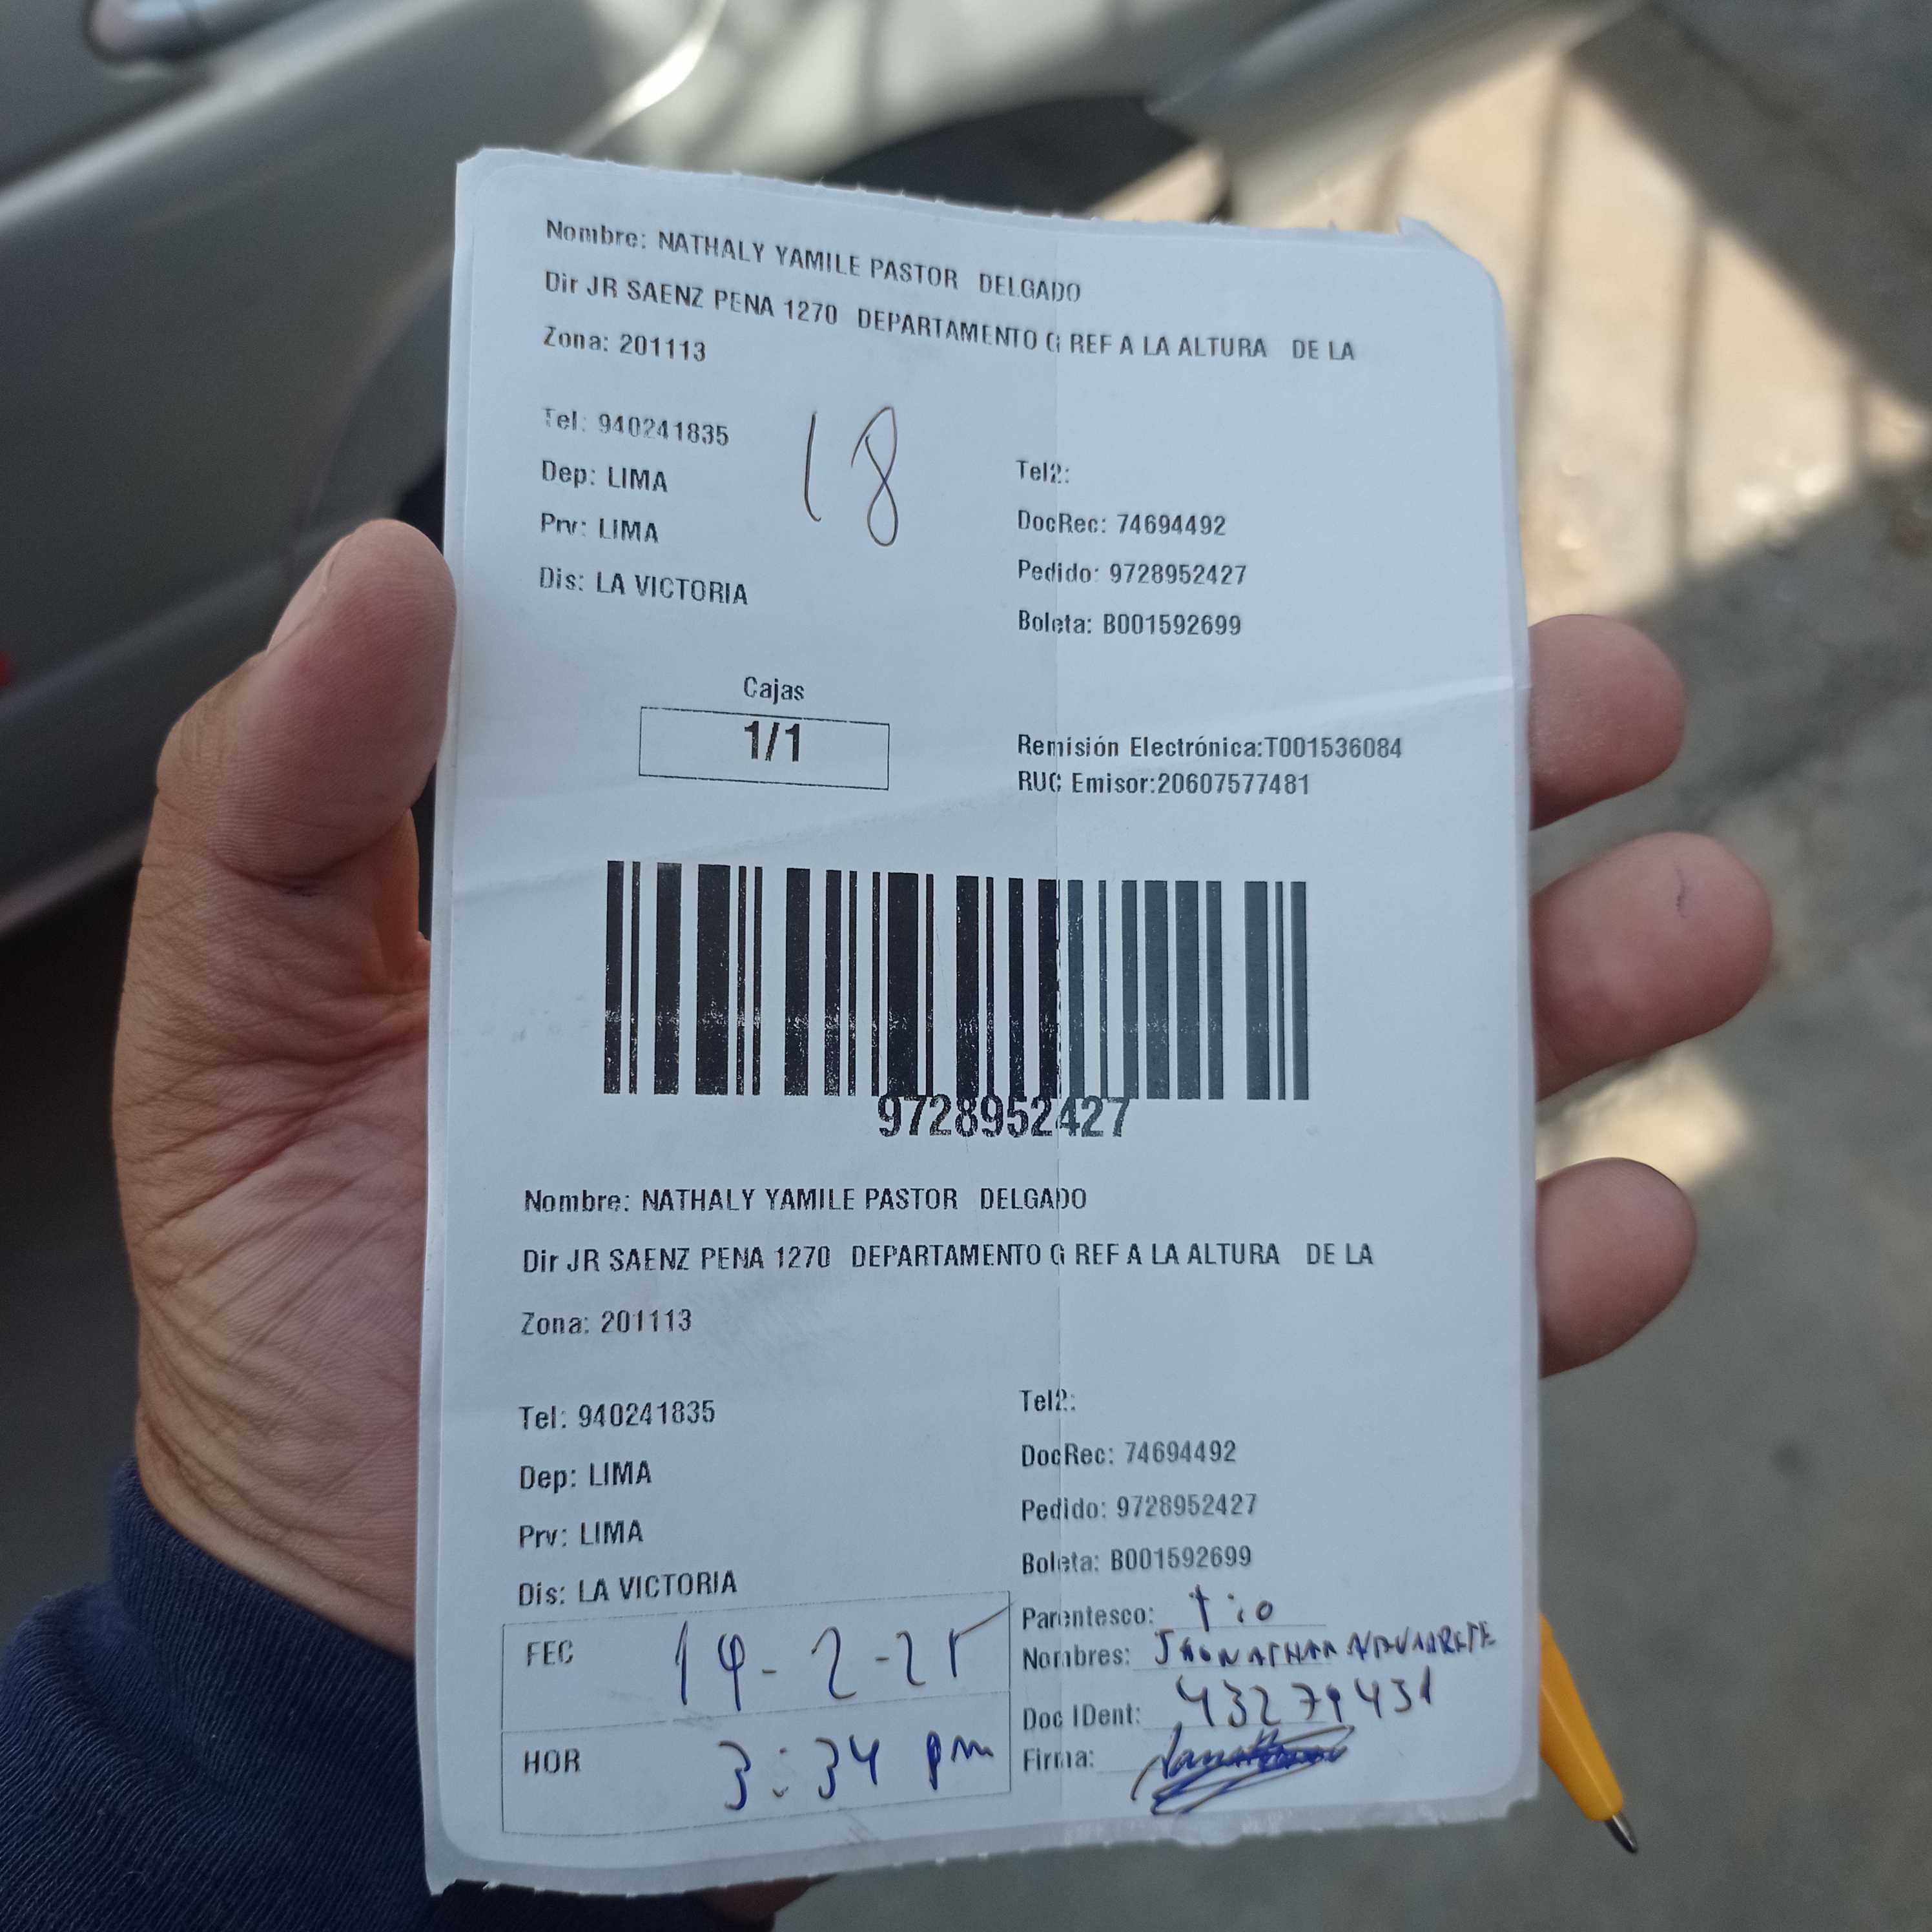 Nombre: NATHALY YAMILE PASTOR DELGADO
Dir JR SAENZ PENA 1270 DEPARTAMENTO G REF A LA ALTURA DE LA
Zona: 201113
Tel: 940241835
18
Dep: LIMA
Prv: LIMA
Dis: LA VICTORIA
Tel2:
DocRec: 74694492
Pedido: 9728952427
Boleta: B001592699
Cajas
1/1
Remisión Electrónica:T001536084
RUC Emisor:20607577481
9728952427
Nombre: NATHALY YAMILE PASTOR DELGADO
Dir JR SAENZ PENA 1270 DEPARTAMENTO G REF A LA ALTURA DE LA
Zona: 201113
Tel: 940241835
Dep: LIMA
Prv: LIMA
Dis: LA VICTORIA
Tel2:
DocRec: 74694492
Pedido: 9728952427
Boleta: B001592699
FEC 19-2-25
HOR 3:34 pm
Parentesco: tio
Nombres: JHONATHAN NAVARRETE
Doc IDent: 43279431
Firma: